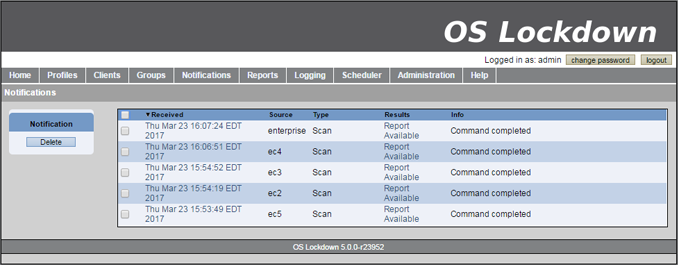 OS Lockdown
Logged in as: admin change password logout
Home Profiles Clients Groups Notifications Reports Logging Scheduler Administration Help
Notifications
Notification
Delete
▼Received Source Type Results Info
Thu Mar 23 16:07:24 EDT 2017 enterprise Scan Report Available Command completed
Thu Mar 23 16:06:51 EDT 2017 ec4 Scan Report Available Command completed
Thu Mar 23 15:54:52 EDT 2017 ec3 Scan Report Available Command completed
Thu Mar 23 15:54:19 EDT 2017 ec2 Scan Report Available Command completed
Thu Mar 23 15:53:49 EDT 2017 ec5 Scan Report Available Command completed
OS Lockdown 5.0.0-r23952